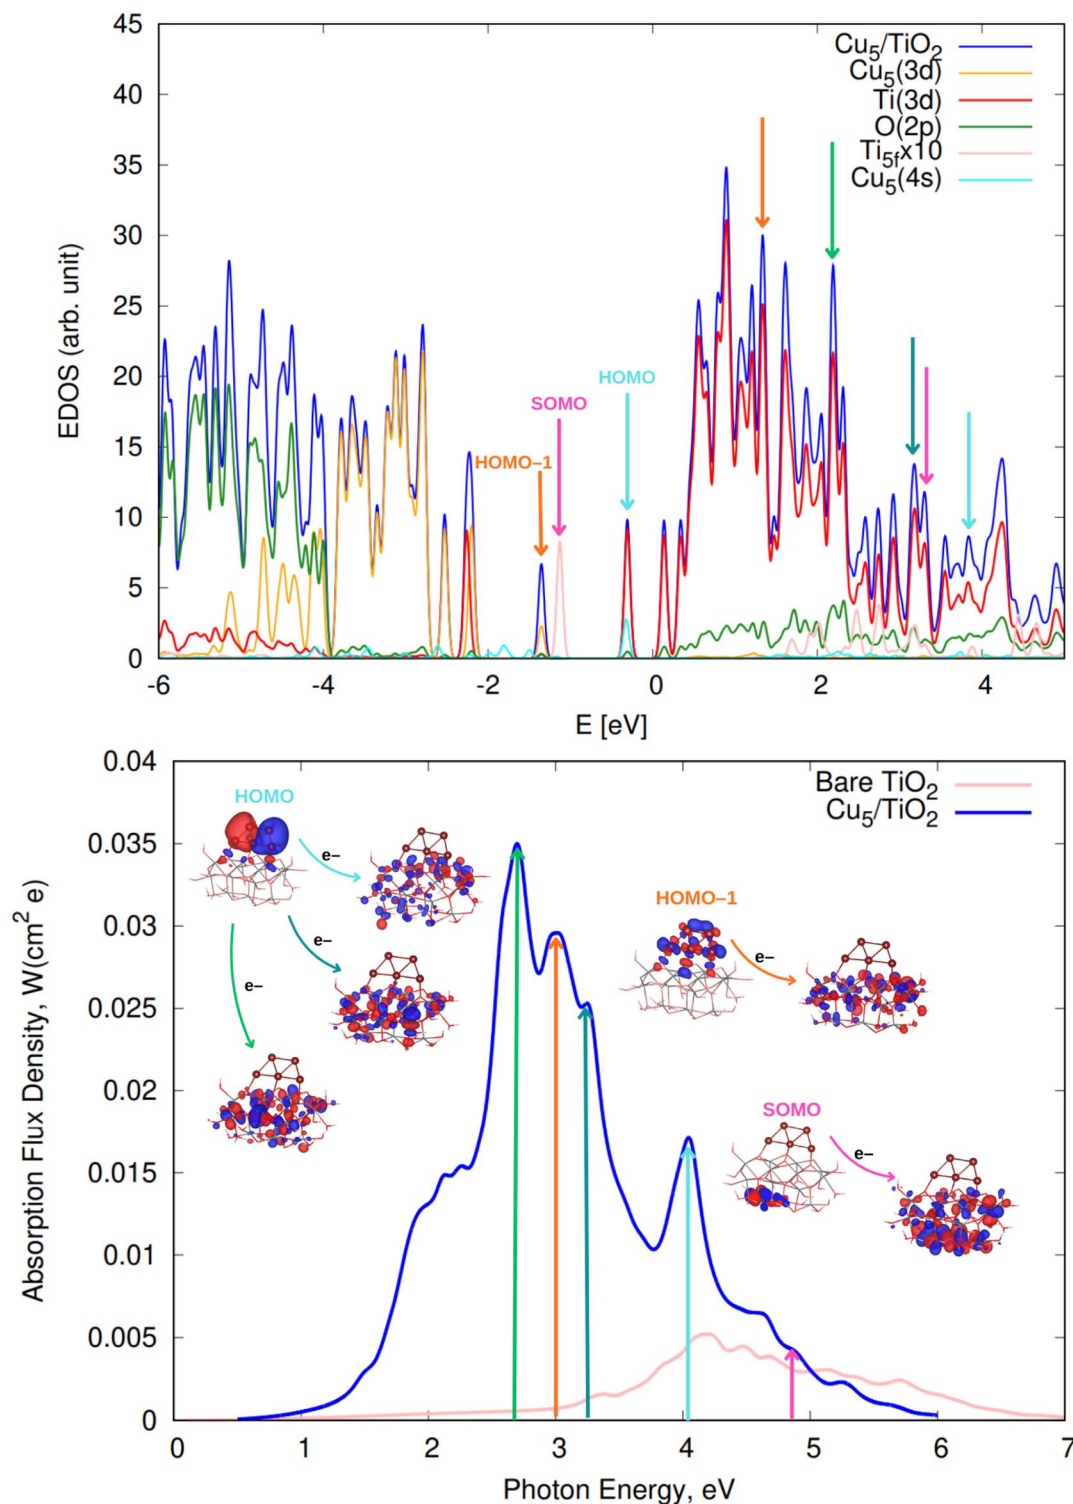 45
40
35
30
25
20
15
10
5
0
EDOS (arb. unit)
Cu5/TiO2
Cu5(3d)
Ti(3d)
O(2p)
Ti5fx10
Cu5(4s)
HOMO
SOMO
HOMO−1
-6 -4 -2 0 2 4
E [eV]
0.04
0.035
0.03
0.025
0.02
0.015
0.01
0.005
0
Absorption Flux Density, W(cm2 e)
Bare TiO2
Cu5/TiO2
HOMO
e−
e−
e−
HOMO−1
e−
SOMO
e−
0 1 2 3 4 5 6 7
Photon Energy, eV